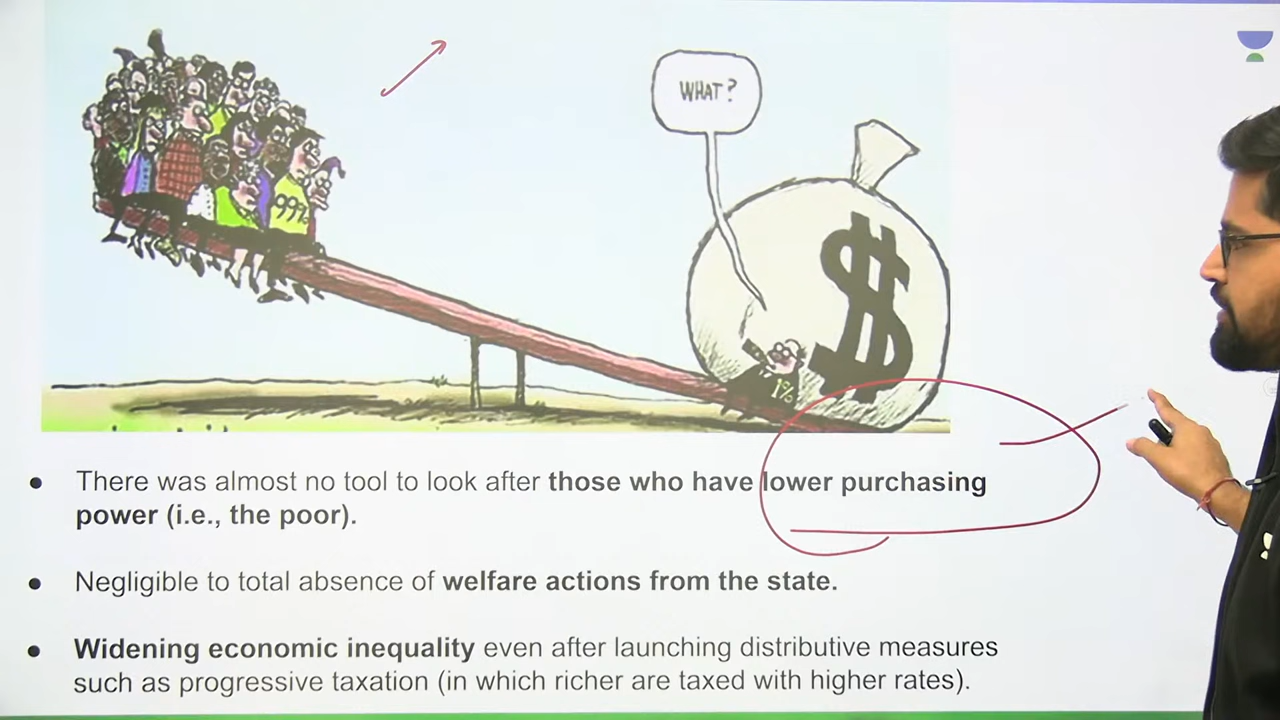 WHAT?
99%
1%
● There was almost no tool to look after those who have lower purchasing
power (i.e., the poor).
● Negligible to total absence of welfare actions from the state.
● Widening economic inequality even after launching distributive measures
such as progressive taxation (in which richer are taxed with higher rates).